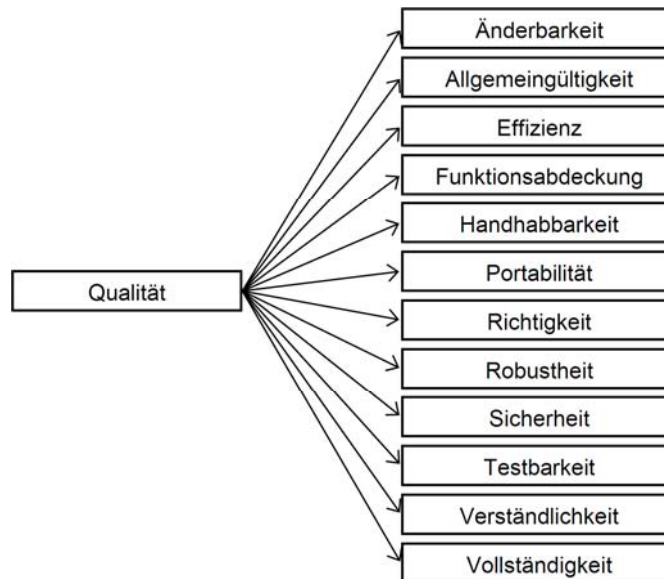 Änderbarkeit
Allgemeingültigkeit
Effizienz
Funktionsabdeckung
Handhabbarkeit
Portabilität
Qualität
Richtigkeit
Robustheit
Sicherheit
Testbarkeit
Verständlichkeit
Vollständigkeit